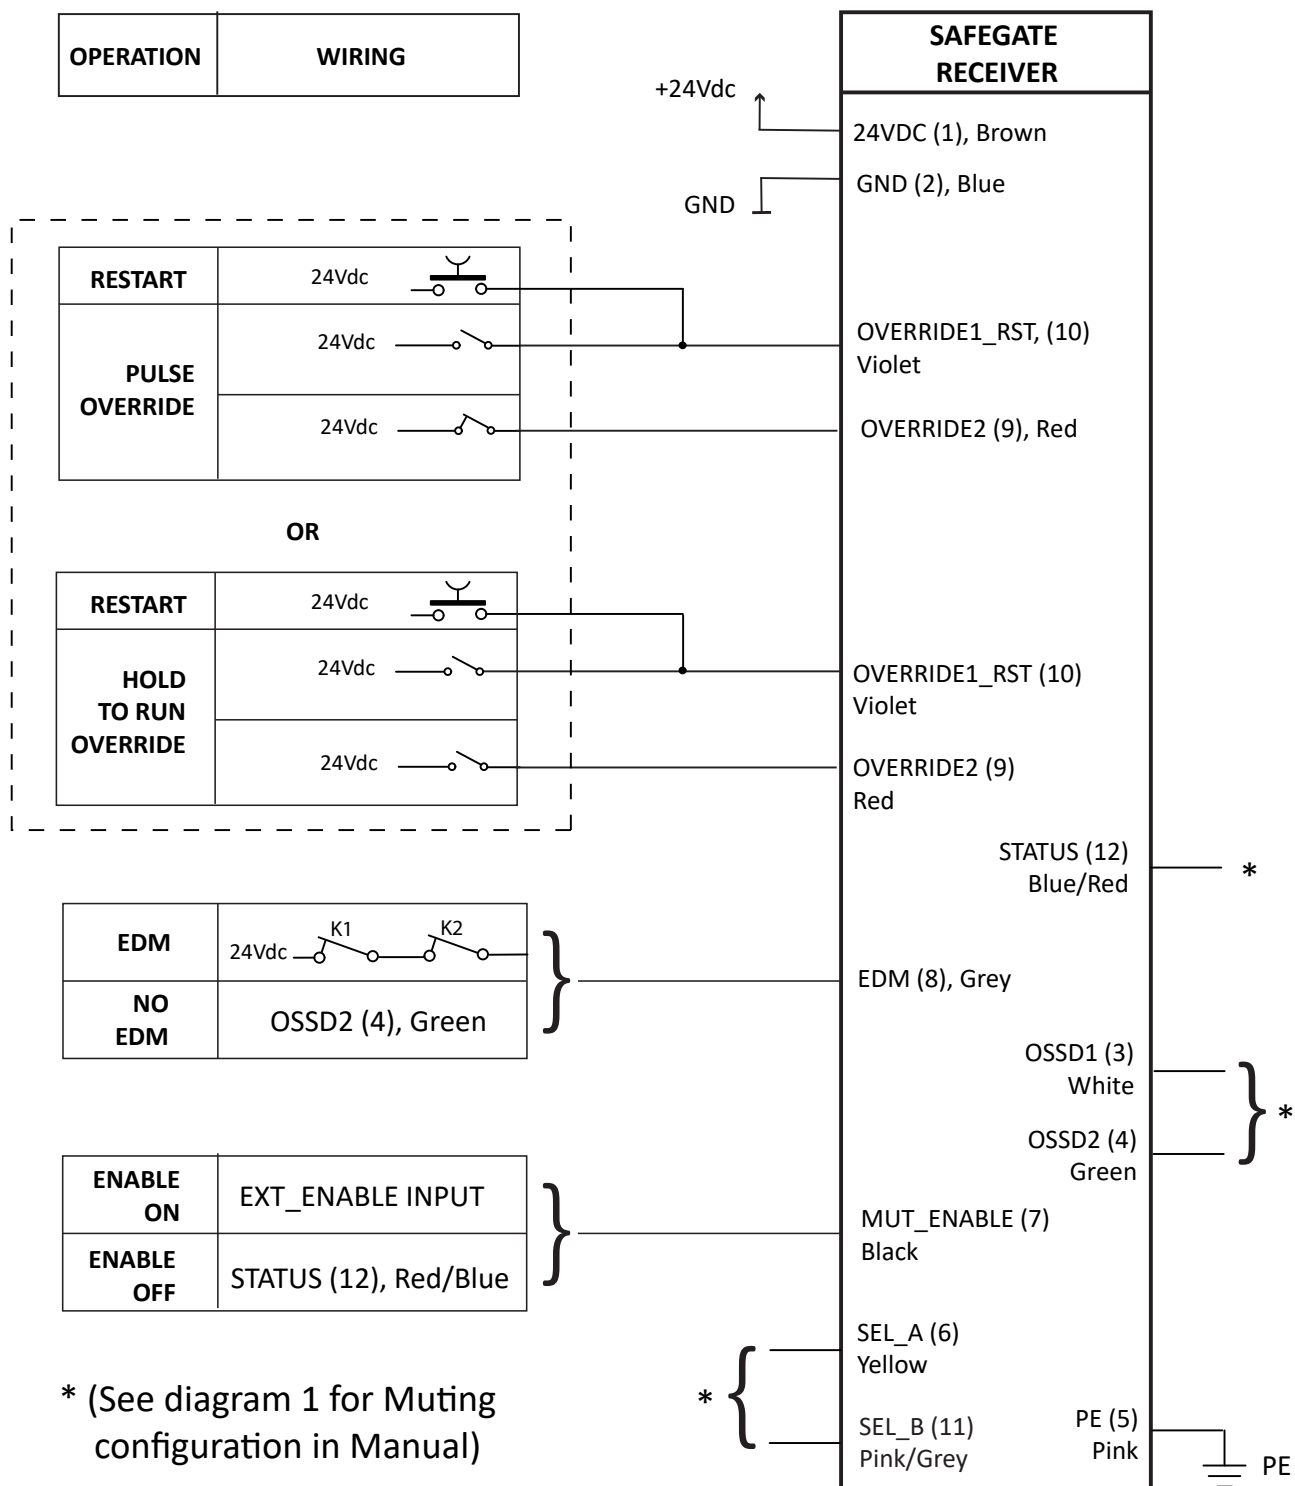 OPERATION WIRING
SAFEGATE
RECEIVER
+24Vdc
24VDC (1), Brown
GND
GND (2), Blue
RESTART 24Vdc
PULSE
OVERRIDE
24Vdc
24Vdc
OVERRIDE1_RST, (10)
Violet
OVERRIDE2 (9), Red
OR
RESTART 24Vdc
HOLD
TO RUN
OVERRIDE
24Vdc
24Vdc
OVERRIDE1_RST (10)
Violet
OVERRIDE2 (9)
Red
STATUS (12)
Blue/Red
*
EDM
24Vdc K1 K2
NO
EDM
OSSD2 (4), Green
EDM (8), Grey
OSSD1 (3)
White
OSSD2 (4)
Green
*
ENABLE
ON
EXT_ENABLE INPUT
ENABLE
OFF
STATUS (12), Red/Blue
MUT_ENABLE (7)
Black
* (See diagram 1 for Muting
configuration in Manual)
*
SEL_A (6)
Yellow
SEL_B (11)
Pink/Grey
PE (5)
Pink
PE